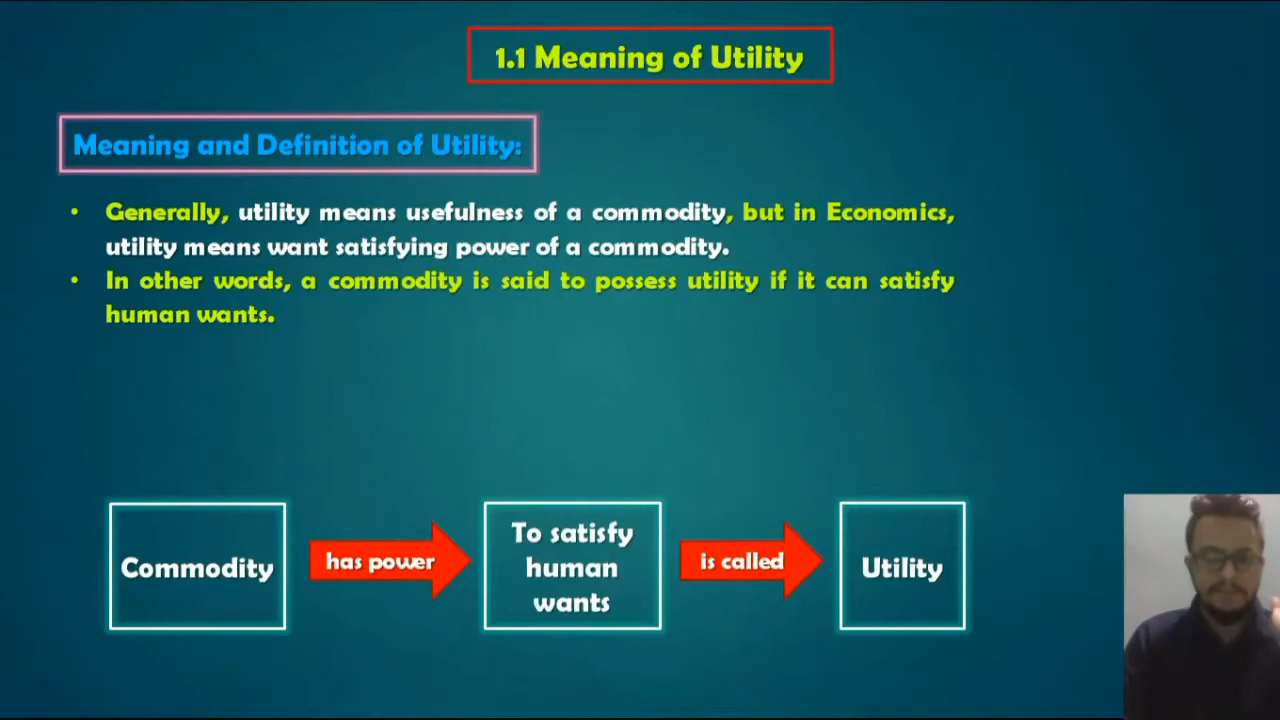 1.1 Meaning of Utility
Meaning and Definition of Utility:
• Generally, utility means usefulness of a commodity, but in Economics,
utility means want satisfying power of a commodity.
• In other words, a commodity is said to possess utility if it can satisfy
human wants.
Commodity
has power
To satisfy
human
wants
is called
Utility